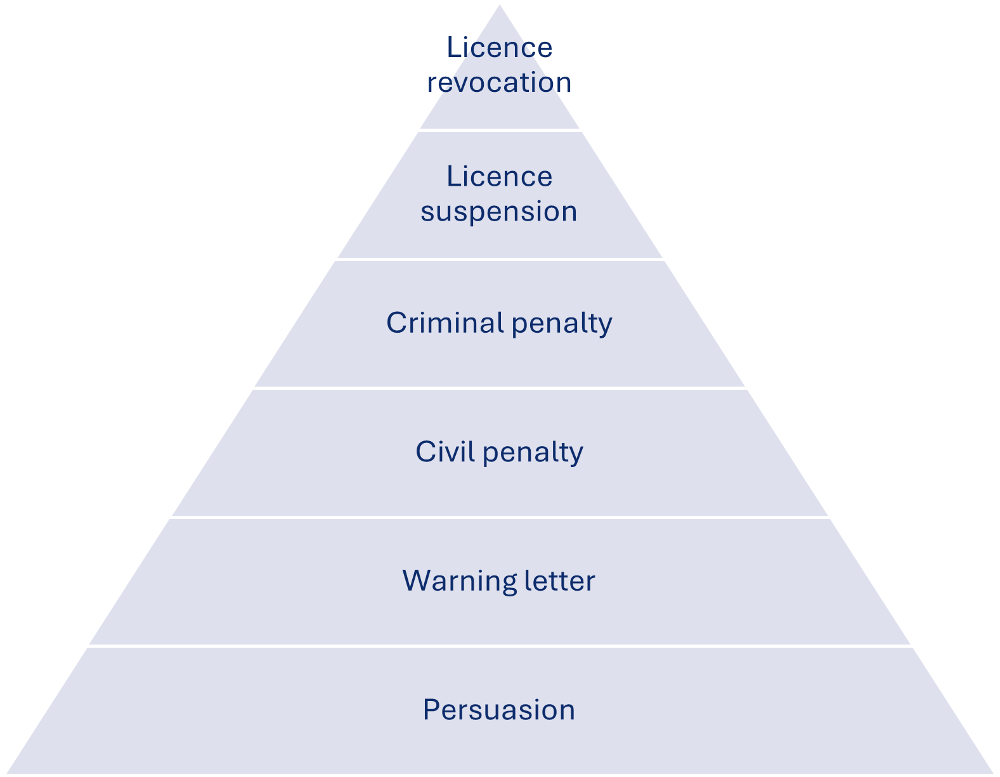 Licence
revocation
Licence
suspension
Criminal penalty
Civil penalty
Warning letter
Persuasion